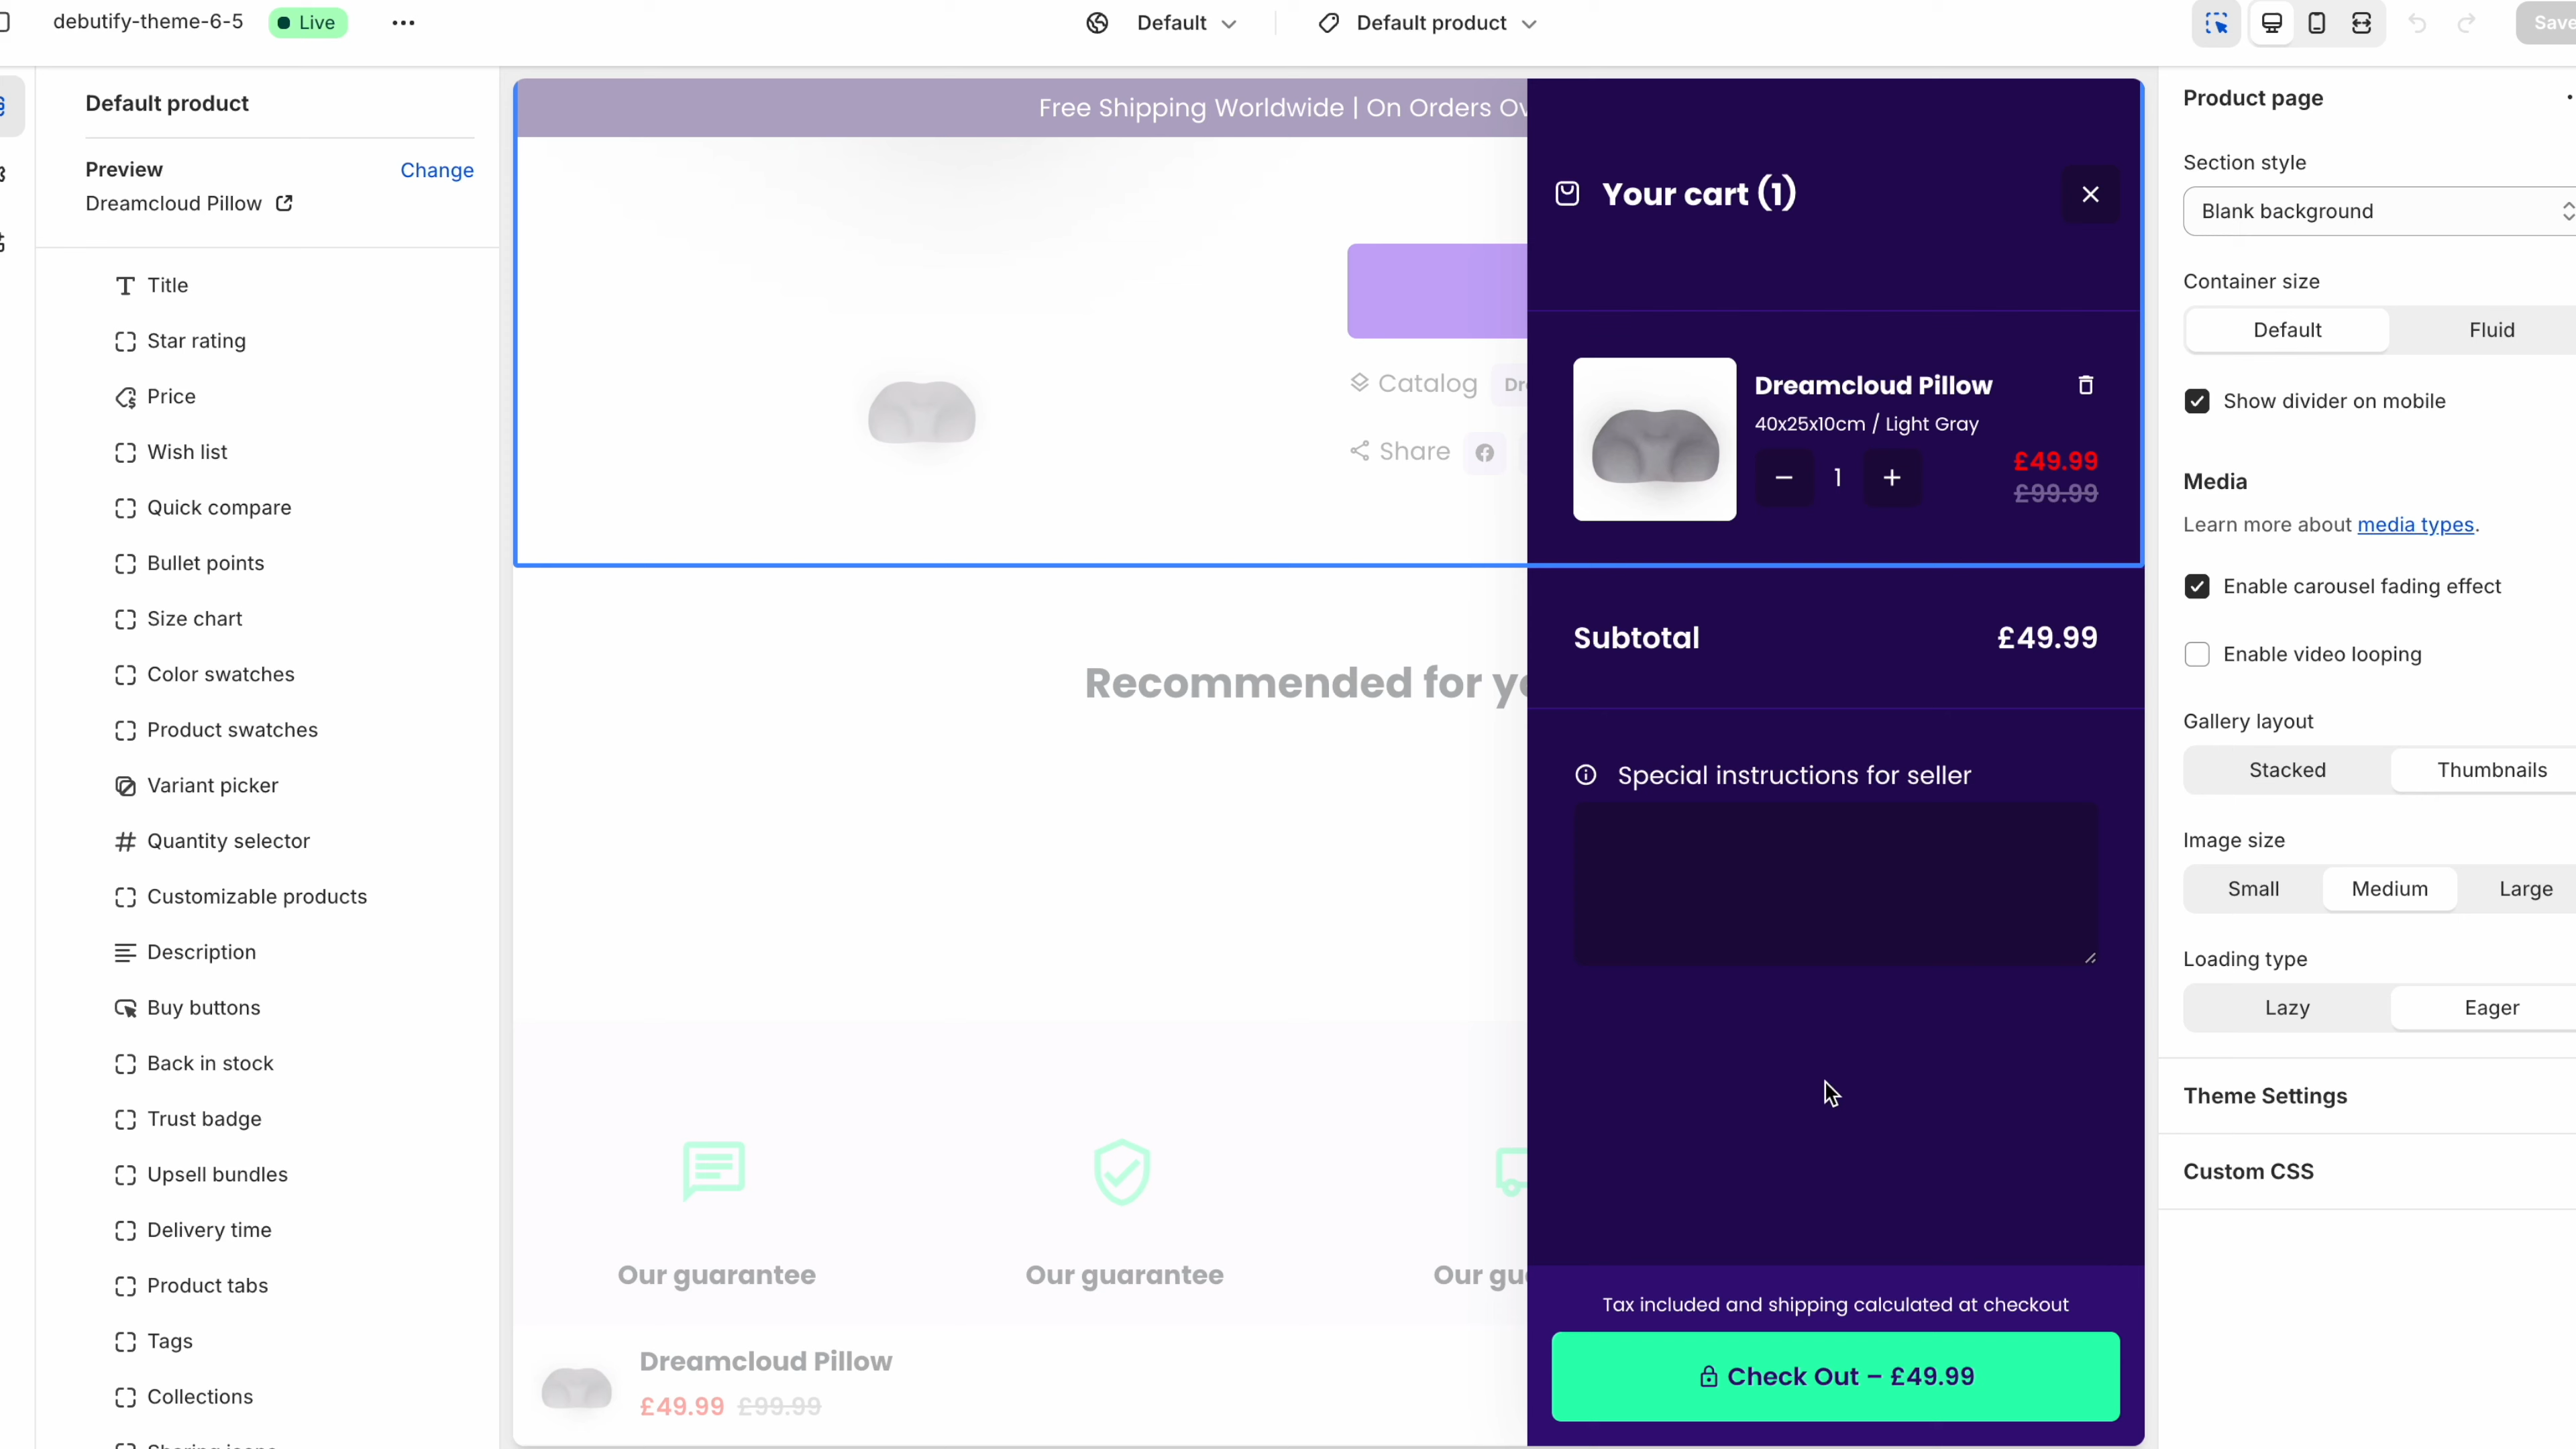 debutify-theme-6-5
Live
Default
Default product
Default product
Preview
Change
Dreamcloud Pillow
Title
Star rating
Price
Wish list
Quick compare
Bullet points
Size chart
Color swatches
Product swatches
Variant picker
Quantity selector
Customizable products
Description
Buy buttons
Back in stock
Trust badge
Upsell bundles
Delivery time
Product tabs
Tags
Collections
Free Shipping Worldwide | On Orders Ov
Catalog
Share
Recommended for yo
Our guarantee
Our guarantee
Our gu
Dreamcloud Pillow
£49.99 £99.99
Your cart (1)
Dreamcloud Pillow
40x25x10cm / Light Gray
1
£49.99
£99.99
Subtotal
£49.99
Special instructions for seller
Tax included and shipping calculated at checkout
Check Out – £49.99
Save
Product page
Section style
Blank background
Container size
Default
Fluid
Show divider on mobile
Media
Learn more about media types.
Enable carousel fading effect
Enable video looping
Gallery layout
Stacked
Thumbnails
Image size
Small
Medium
Large
Loading type
Lazy
Eager
Theme Settings
Custom CSS